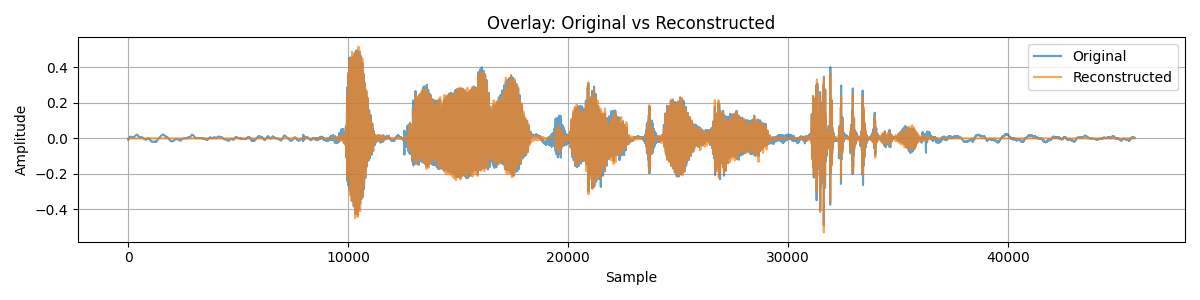 Overlay: Original vs Reconstructed
Original
Reconstructed
Amplitude
0.4
0.2
0.0
−0.2
−0.4
0
10000
20000
30000
40000
Sample